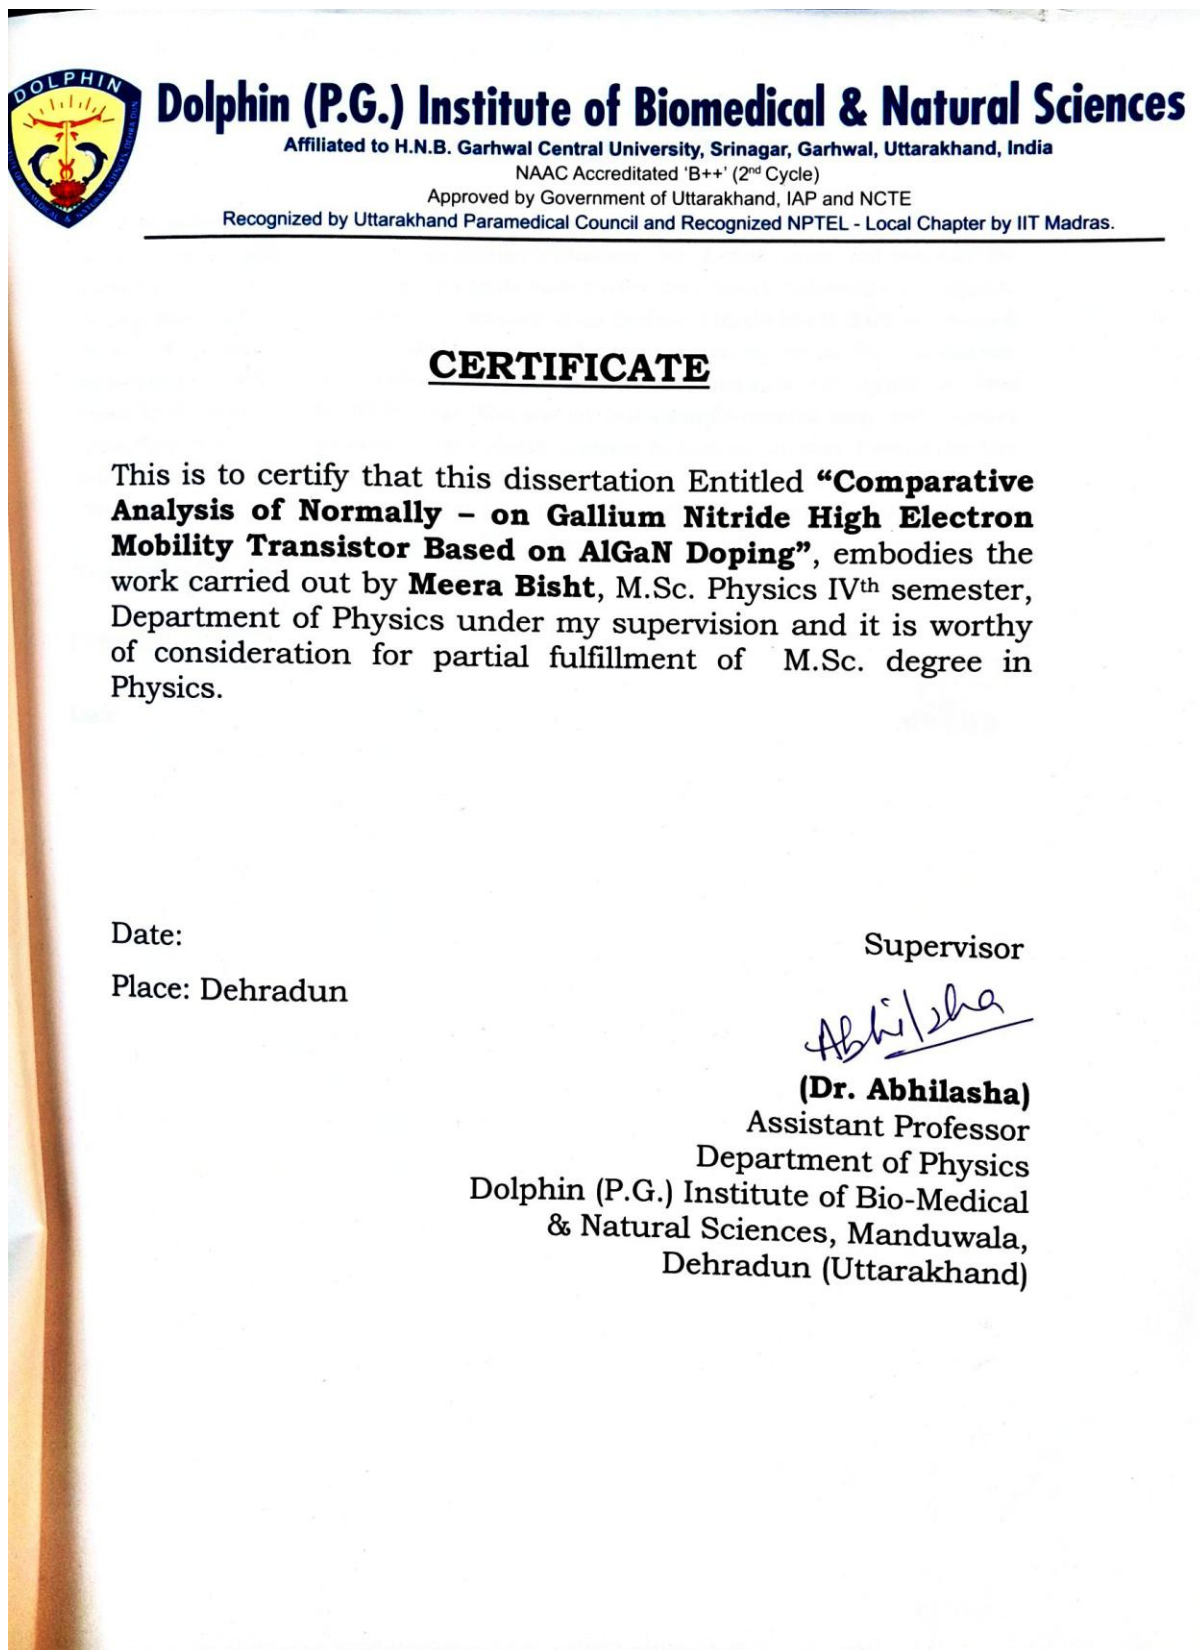 DOLPHIN
Dolphin (P.G.) Institute of Biomedical & Natural Sciences
Affiliated to H.N.B. Garhwal Central University, Srinagar, Garhwal, Uttarakhand, India
NAAC Accreditated ‘B++’ (2nd Cycle)
Approved by Government of Uttarakhand, IAP and NCTE
Recognized by Uttarakhand Paramedical Council and Recognized NPTEL - Local Chapter by IIT Madras.
CERTIFICATE
This is to certify that this dissertation Entitled “Comparative
Analysis of Normally – on Gallium Nitride High Electron
Mobility Transistor Based on AlGaN Doping”, embodies the
work carried out by Meera Bisht, M.Sc. Physics IVth semester,
Department of Physics under my supervision and it is worthy
of consideration for partial fulfillment of M.Sc. degree in
Physics.
Date:
Place: Dehradun
Supervisor
Abhilsha
(Dr. Abhilasha)
Assistant Professor
Department of Physics
Dolphin (P.G.) Institute of Bio-Medical
& Natural Sciences, Manduwala,
Dehradun (Uttarakhand)